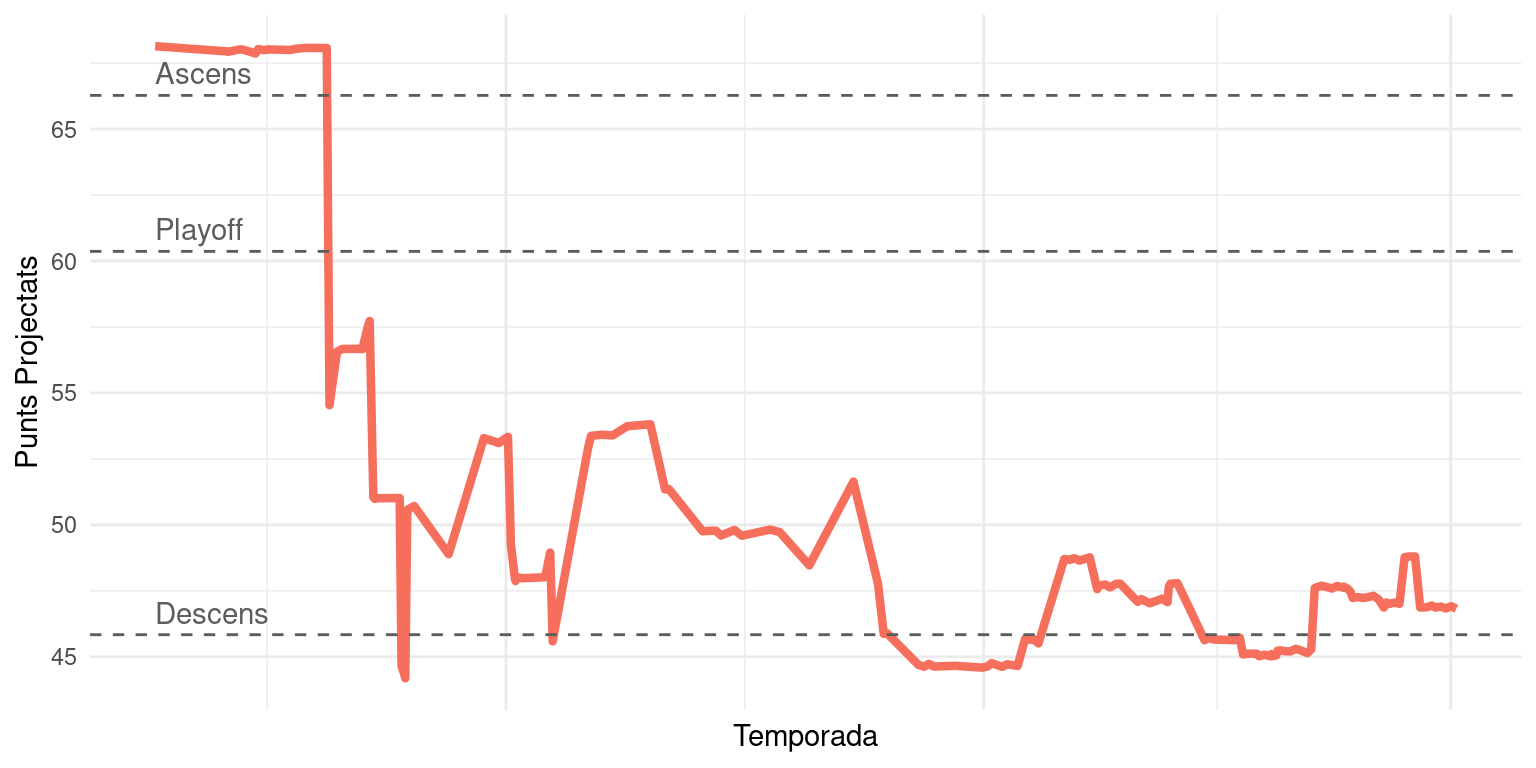 Ascens
65
Playoff
60
55
50
Descens
45
Punts Projectats
Temporada